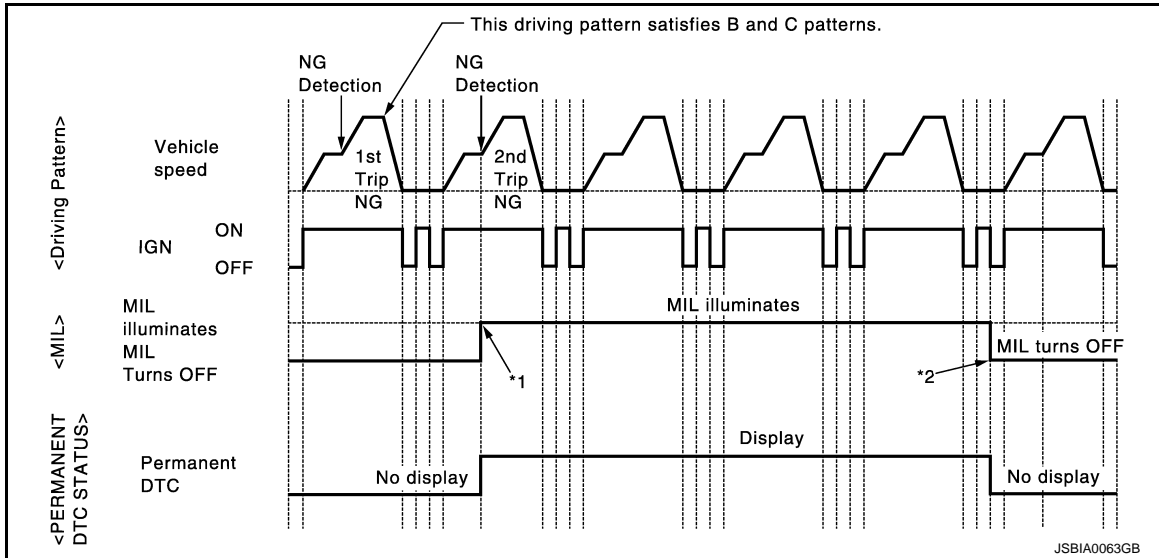 This driving pattern satisfies B and C patterns.
NG
Detection
NG
Detection
<Driving Pattern>
Vehicle
speed
1st
Trip
NG
2nd
Trip
NG
IGN
ON
OFF
<MIL>
MIL
illuminates
MIL
Turns OFF
MIL illuminates
*1
*2
MIL turns OFF
<PERMANENT
DTC STATUS>
Permanent
DTC
No display
Display
No display
JSBIA0063GB